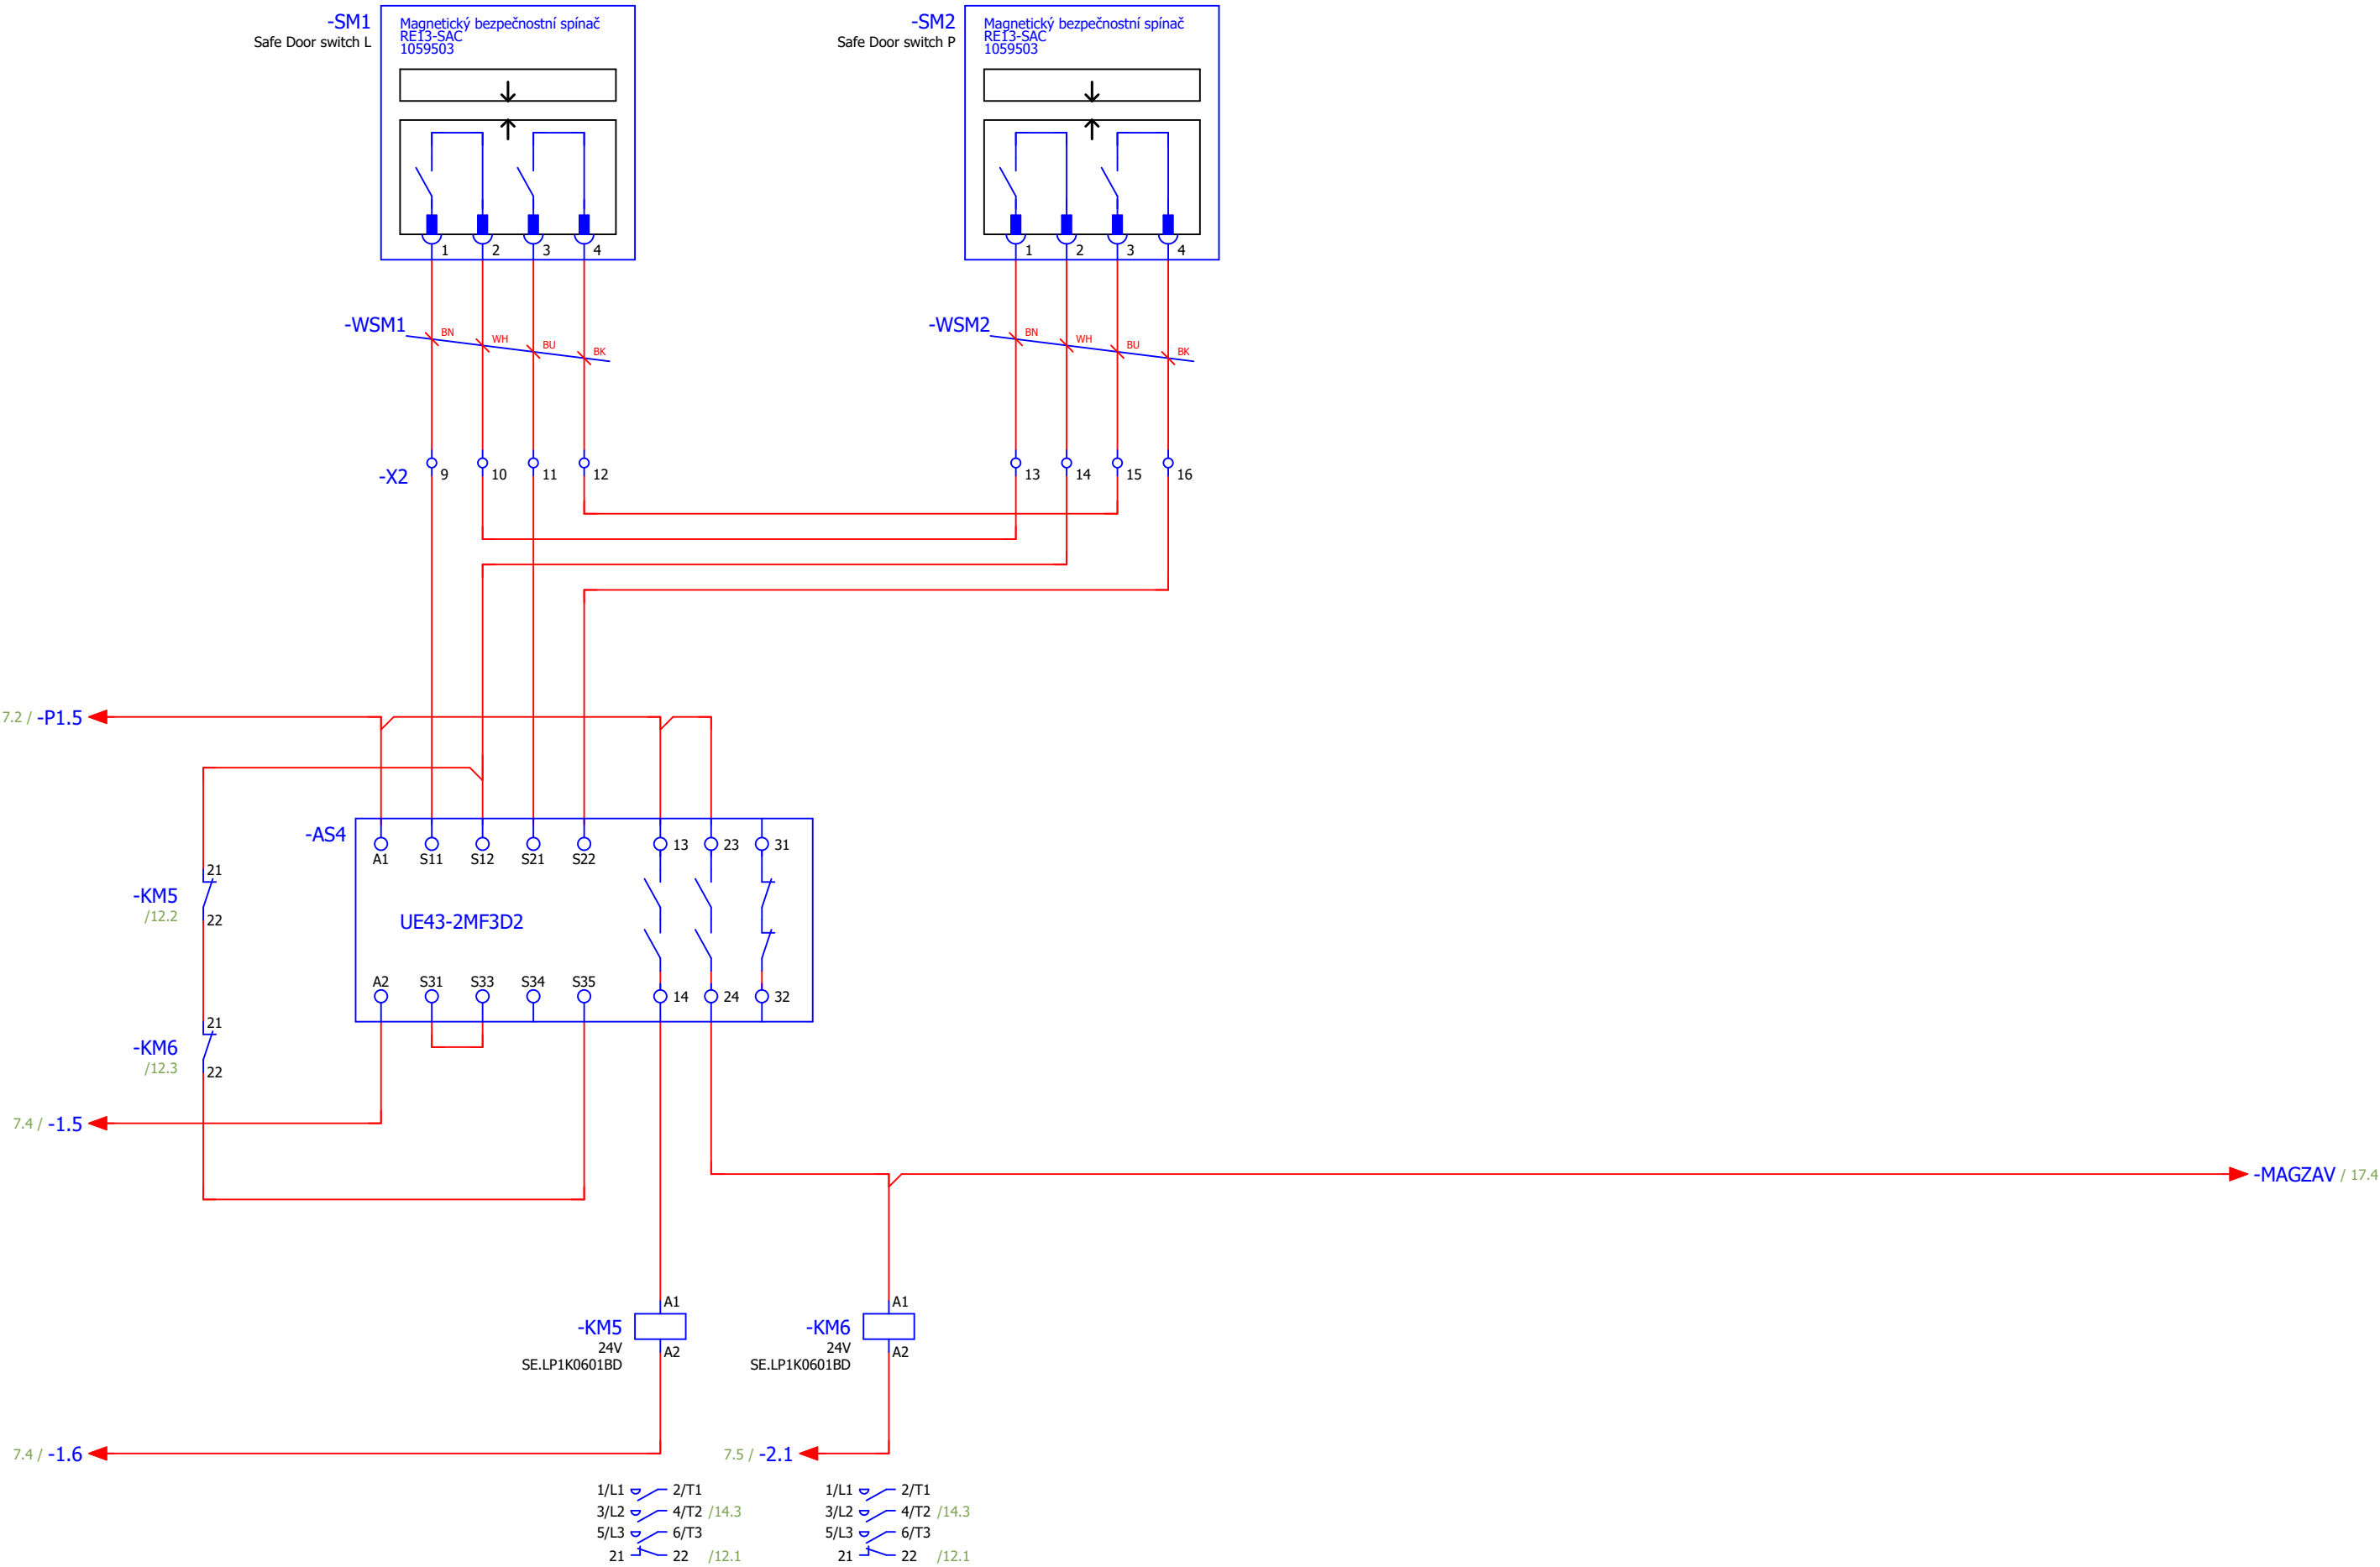 -SM1
Safe Door switch L
Magnetický bezpečnostní spínač
RE13-SAC
1059503
1 2 3 4
-SM2
Safe Door switch P
Magnetický bezpečnostní spínač
RE13-SAC
1059503
1 2 3 4
-WSM1 BN WH BU BK
-WSM2 BN WH BU BK
-X2 9 10 11 12 13 14 15 16
7.2 / -P1.5
-AS4
A1 S11 S12 S21 S22 13 23 31
UE43-2MF3D2
A2 S31 S33 S34 S35 14 24 32
21
-KM5
/12.2
22
21
-KM6
/12.3
22
7.4 / -1.5
-MAGZAV / 17.4
A1
-KM5
24V
A2
SE.LP1K0601BD
A1
-KM6
24V
A2
SE.LP1K0601BD
7.4 / -1.6
7.5 / -2.1
1/L1 2/T1
3/L2 4/T2 /14.3
5/L3 6/T3
21 22 /12.1
1/L1 2/T1
3/L2 4/T2 /14.3
5/L3 6/T3
21 22 /12.1